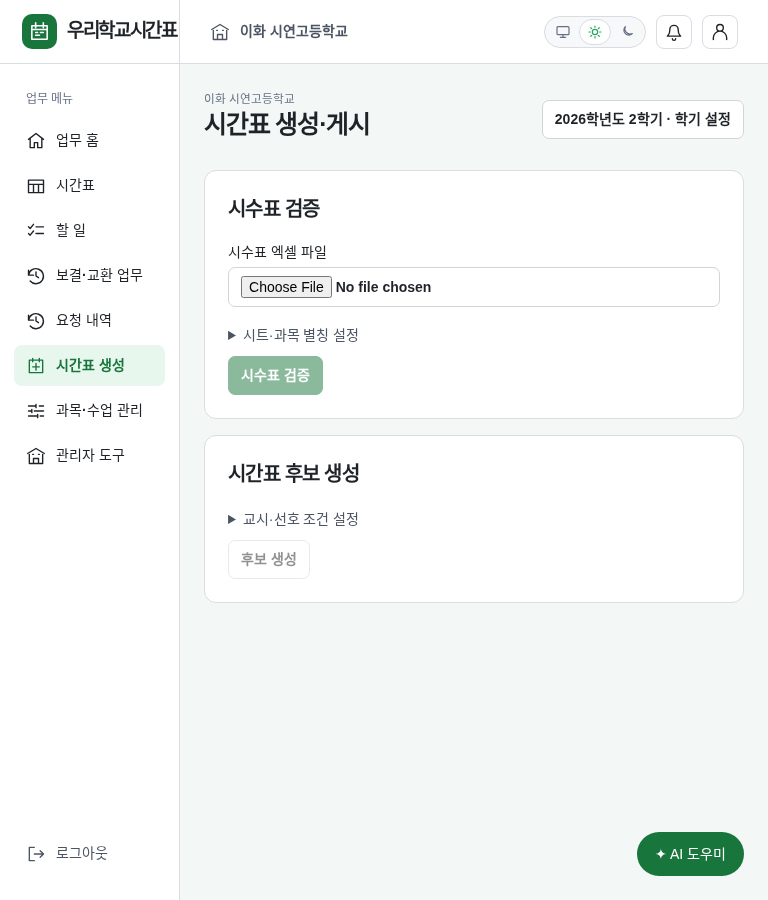 우리학교시간표
이화 시연고등학교
업무 메뉴
업무 홈
시간표
할 일
보결·교환 업무
요청 내역
시간표 생성
과목·수업 관리
관리자 도구
로그아웃
이화 시연고등학교
시간표 생성·게시
2026학년도 2학기 · 학기 설정
시수표 검증
시수표 엑셀 파일
Choose File No file chosen
▶ 시트·과목 별칭 설정
시수표 검증
시간표 후보 생성
▶ 교시·선호 조건 설정
후보 생성
✦ AI 도우미